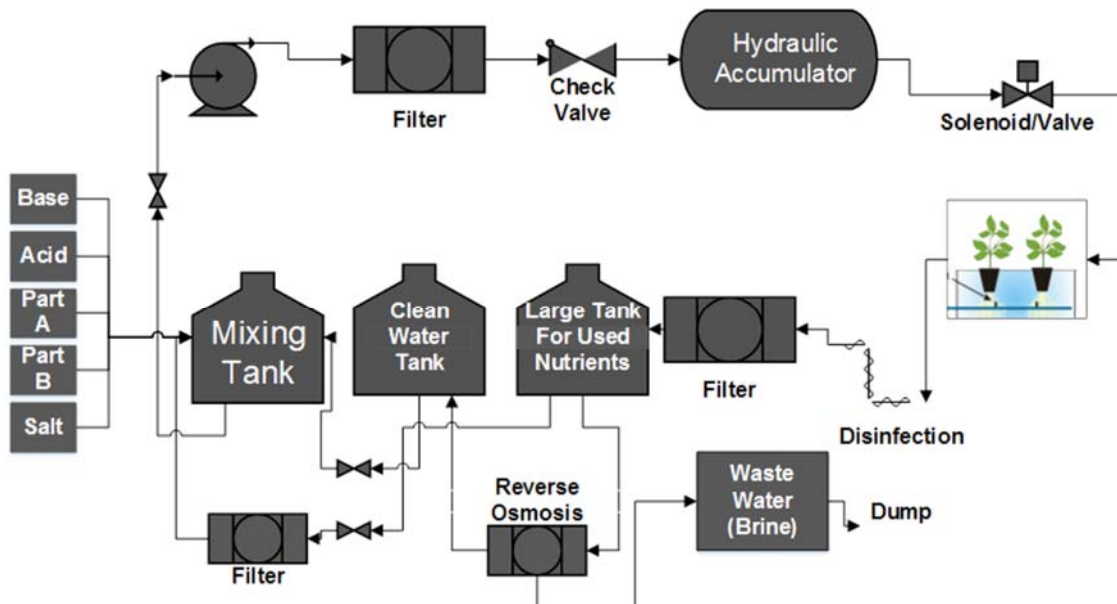 Hydraulic
Accumulator
Filter
Check
Valve
Solenoid/Valve
Base
Acid
Part
A
Part
B
Salt
Mixing
Tank
Clean
Water
Tank
Large Tank
For Used
Nutrients
Filter
Disinfection
Reverse
Osmosis
Waste
Water
(Brine)
Dump
Filter